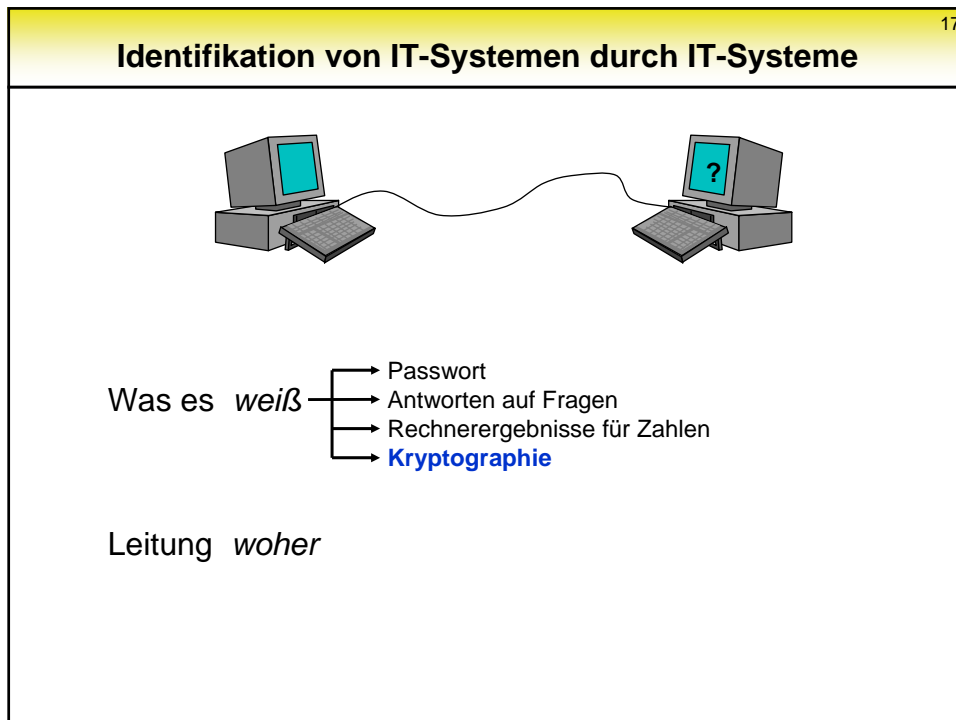 17
Identifikation von IT-Systemen durch IT-Systeme
?
Was es weiß
Passwort
Antworten auf Fragen
Rechnerergebnisse für Zahlen
Kryptographie
Leitung woher